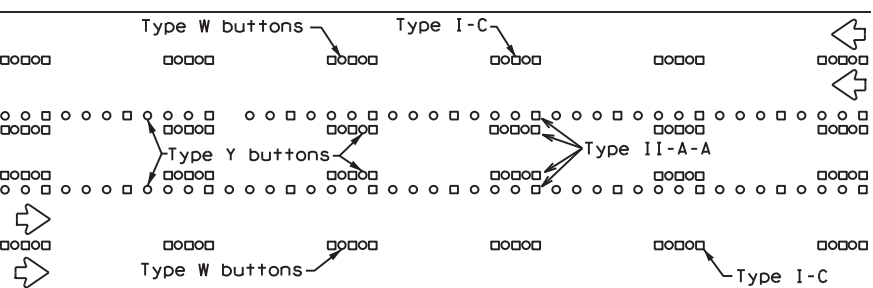 Type W buttons
Type I-C
Type Y buttons
Type II-A-A
Type W buttons
Type I-C